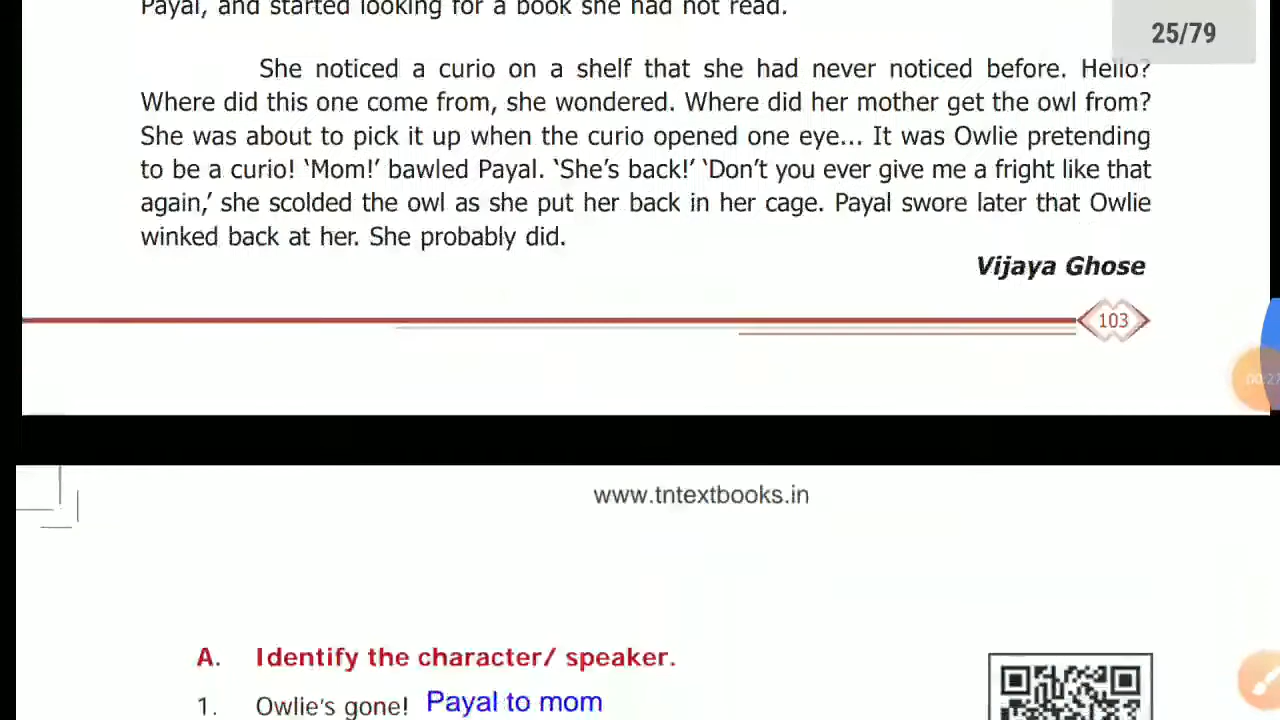 Payal, and started looking for a book she had not read.
25/79
She noticed a curio on a shelf that she had never noticed before. Hello?
Where did this one come from, she wondered. Where did her mother get the owl from?
She was about to pick it up when the curio opened one eye... It was Owlie pretending
to be a curio! ‘Mom!’ bawled Payal. ‘She’s back!’ ‘Don’t you ever give me a fright like that
again,’ she scolded the owl as she put her back in her cage. Payal swore later that Owlie
winked back at her. She probably did.
Vijaya Ghose
103
www.tntextbooks.in
A. Identify the character/ speaker.
1. Owlie’s gone! Payal to mom